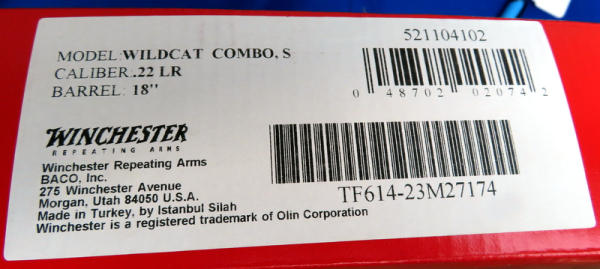 521104102
MODEL:WILDCAT COMBO, S
CALIBER:.22 LR
BARREL: 18"
0 48702 02074 2
WINCHESTER
REPEATING ARMS
Winchester Repeating Arms
BACO, Inc.
275 Winchester Avenue
Morgan, Utah 84050 U.S.A.
Made in Turkey, by Istanbul Silah
Winchester is a registered trademark of Olin Corporation
TF614-23M27174